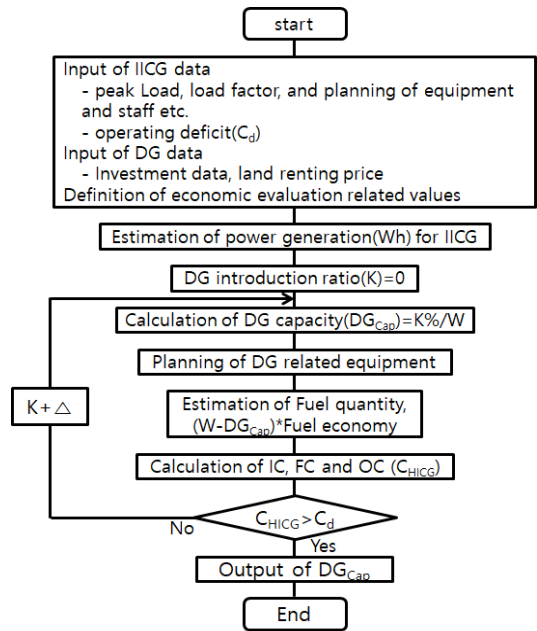 start
Input of IICG data
- peak Load, load factor, and planning of equipment
and staff etc.
- operating deficit(Cd)
Input of DG data
- Investment data, land renting price
Definition of economic evaluation related values
Estimation of power generation(Wh) for IICG
DG introduction ratio(K)=0
Calculation of DG capacity(DGCap)=K%/W
Planning of DG related equipment
K+△
Estimation of Fuel quantity,
(W-DGCap)*Fuel economy
Calculation of IC, FC and OC (CHICG)
CHICG>Cd
No
Yes
Output of DGCap
End